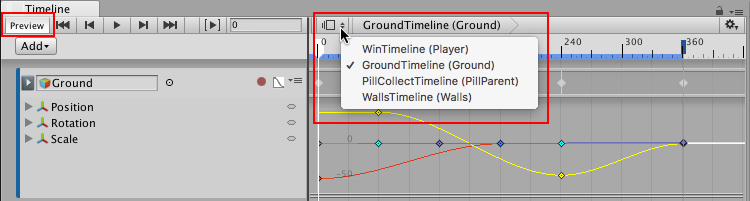 Timeline
Preview [▶] 0 GroundTimeline (Ground)
Add
0 240 300 360
WinTimeline (Player)
✓ GroundTimeline (Ground)
PillCollectTimeline (PillParent)
WallsTimeline (Walls)
Ground
Position
Rotation
Scale
0
-50